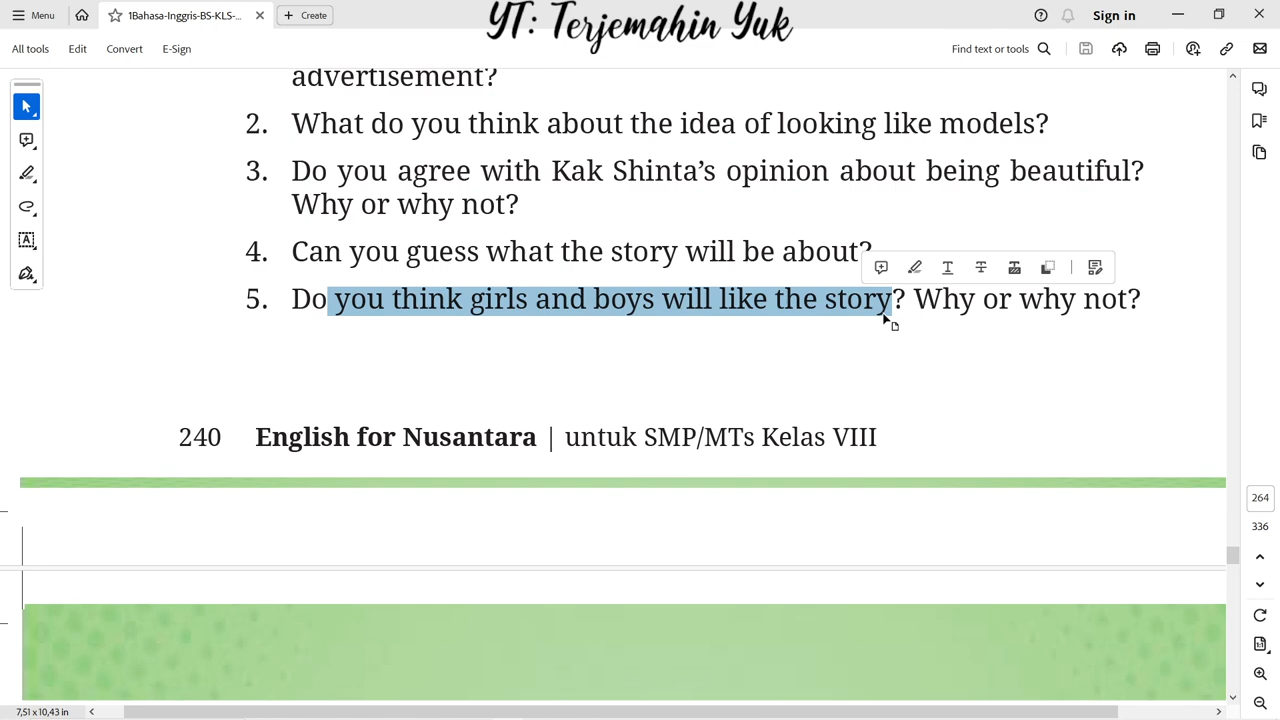 Menu
1Bahasa-Inggris-BS-KLS-...
Create
YT: Terjemahin Yuk
Sign in
All tools
Edit
Convert
E-Sign
Find text or tools
advertisement?
2. What do you think about the idea of looking like models?
3. Do you agree with Kak Shinta’s opinion about being beautiful?
Why or why not?
4. Can you guess what the story will be about?
5. Do you think girls and boys will like the story? Why or why not?
240 English for Nusantara | untuk SMP/MTs Kelas VIII
264
336
7,51 x 10,43 in